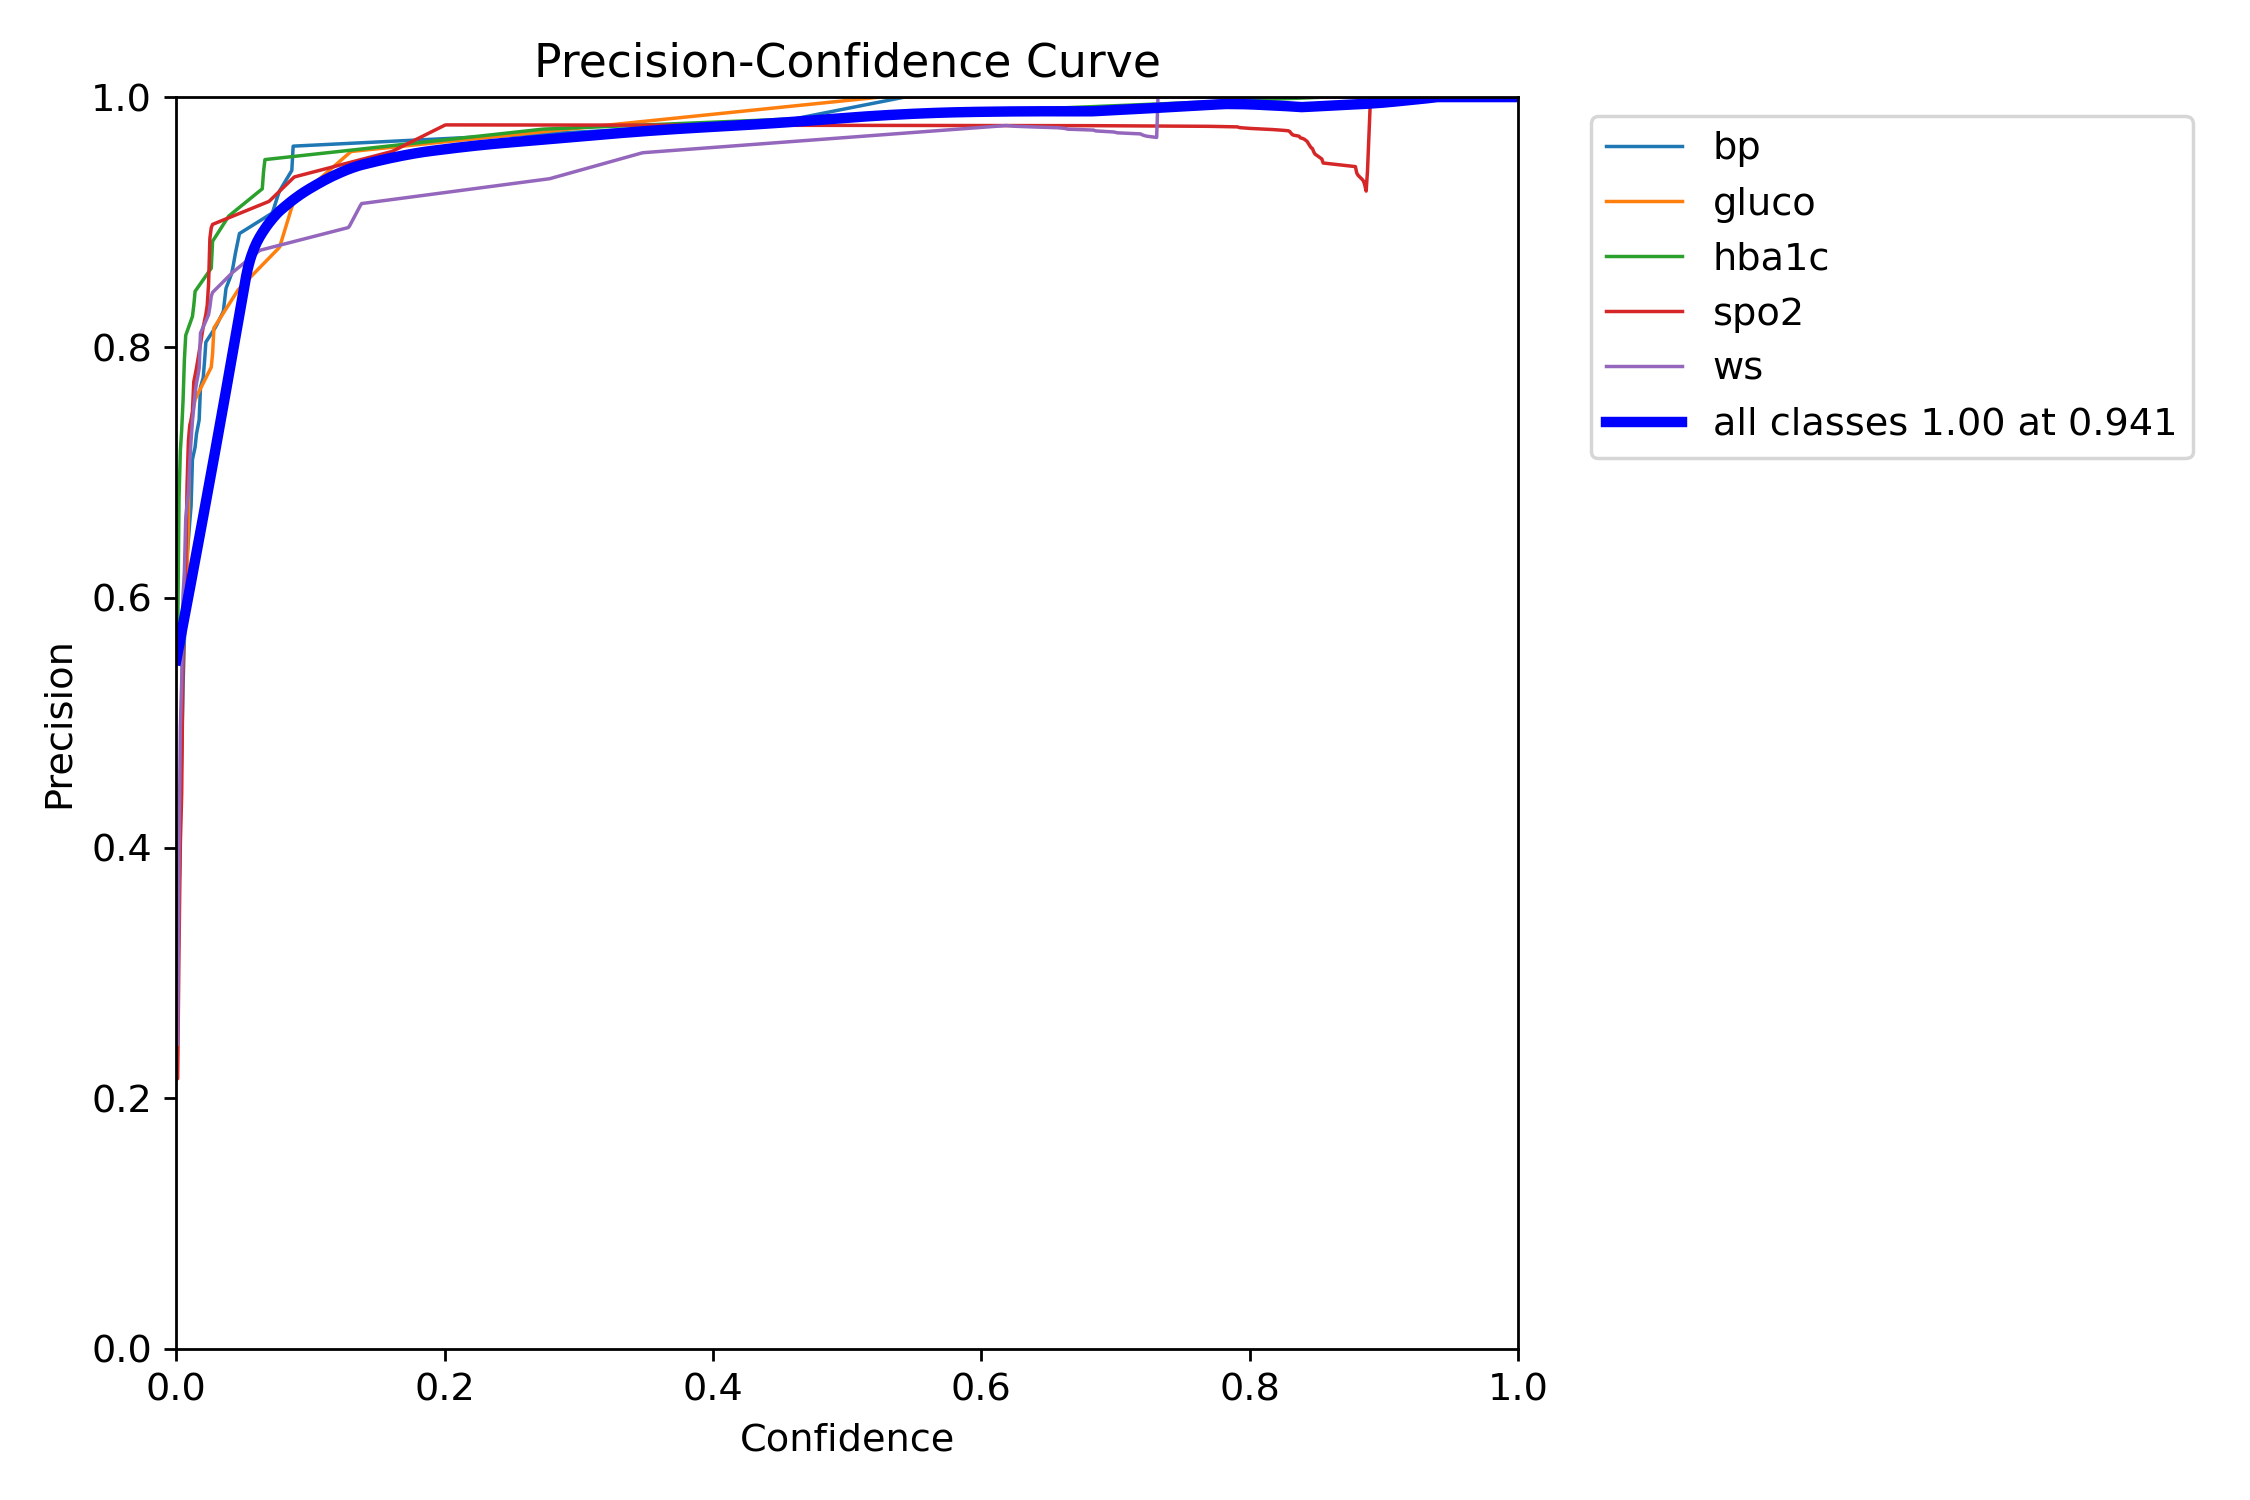 Precision-Confidence Curve
1.0
0.8
0.6
0.4
0.2
0.0
Precision
0.0 0.2 0.4 0.6 0.8 1.0
Confidence
bp
gluco
hba1c
spo2
ws
all classes 1.00 at 0.941